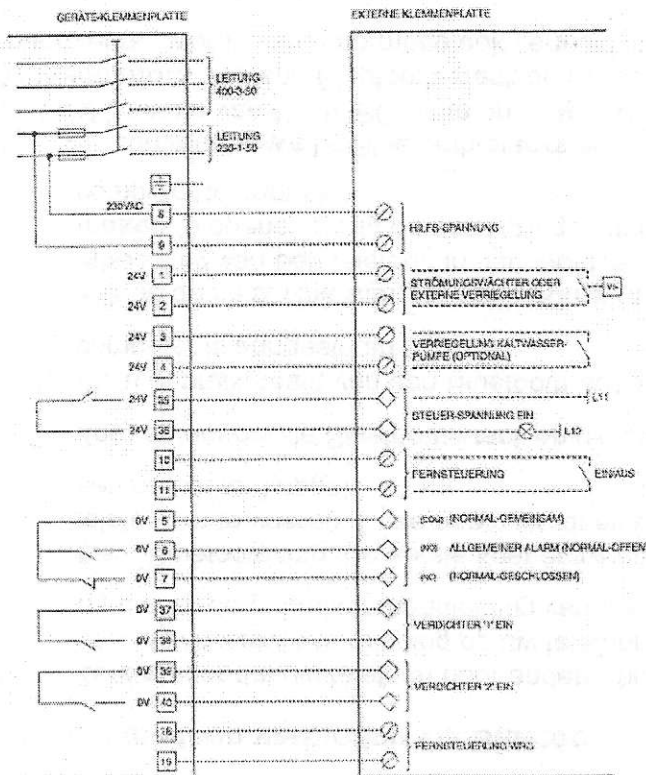 GERÄTE-KLEMMENPLATTE
EXTERNE KLEMMENPLATTE
LEITUNG
400-3-50
LEITUNG
230-1-50
230VAC 8
9
HILFS-SPANNUNG
24V 1
24V 2
STRÖMUNGSWÄCHTER ODER
EXTERNE VERRIEGELUNG
24V 3
24V 4
VERRIEGELUNG KALTWASSER-
PUMPE (OPTIONAL)
24V 35
24V 36
STEUER-SPANNUNG EIN
L11
L12
10
11
FERNSTEUERUNG
EIN/AUS
0V 5
(NORMAL-GEMEINSAM)
0V 6
(NO) ALLGEMEINER ALARM (NORMAL-OFFEN
0V 7
(NC) (NORMAL-GESCHLOSSEN)
0V 37
0V 38
VERDICHTER '1' EIN
0V 39
0V 40
VERDICHTER '2' EIN
18
19
FERNSTEUERUNG